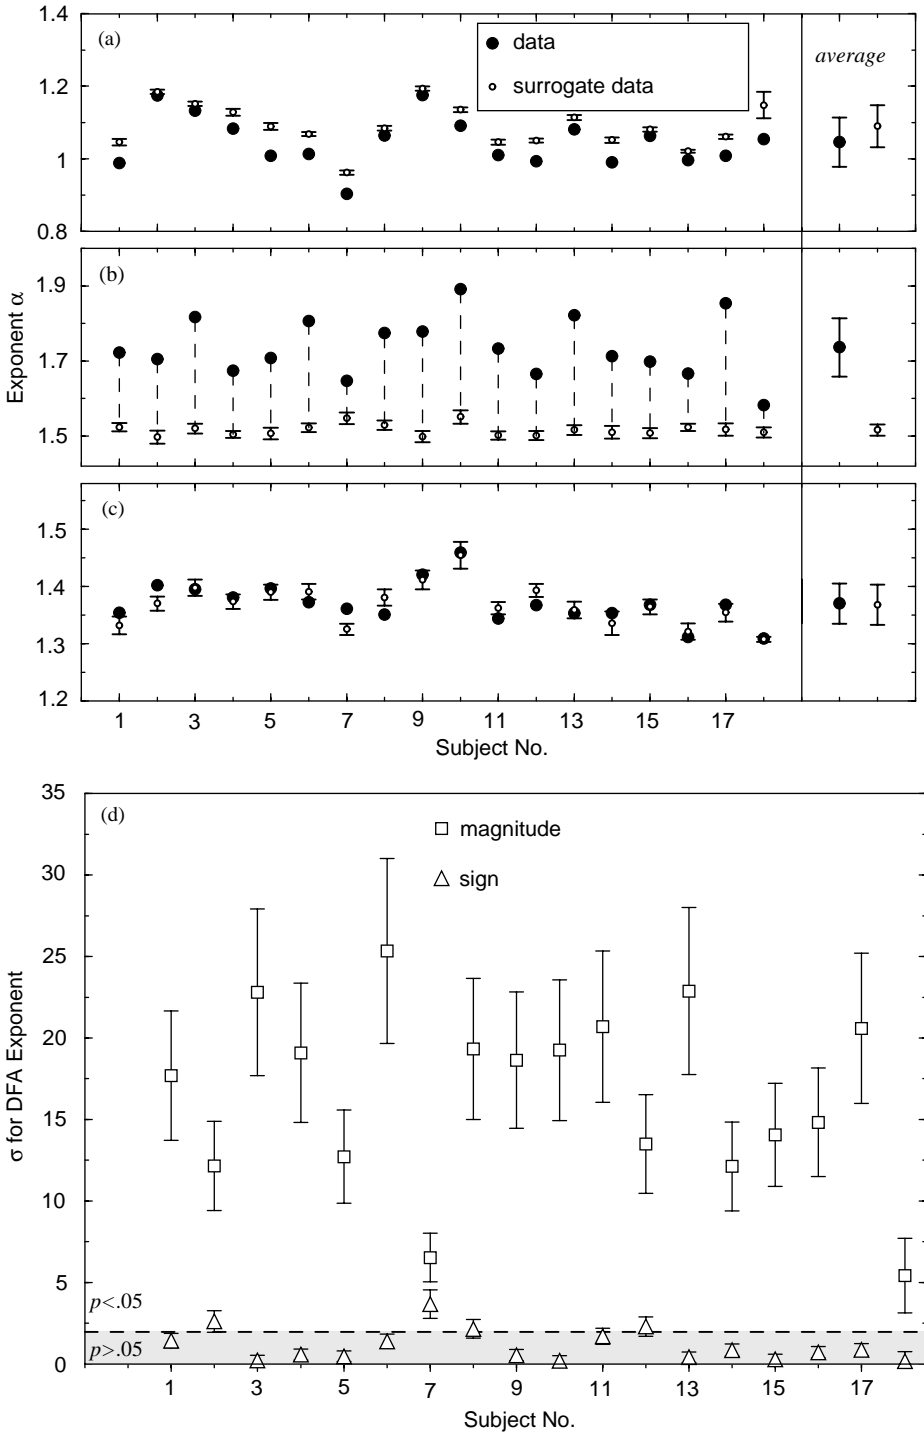 1.4
(a)
data
surrogate data
average
1.2
1
0.8
(b)
1.9
1.7
1.5
Exponent α
(c)
1.5
1.4
1.3
1.2
1 3 5 7 9 11 13 15 17
Subject No.
35
(d)
magnitude
sign
30
25
20
15
10
5
0
σ for DFA Exponent
p<.05
p>.05
1 3 5 7 9 11 13 15 17
Subject No.